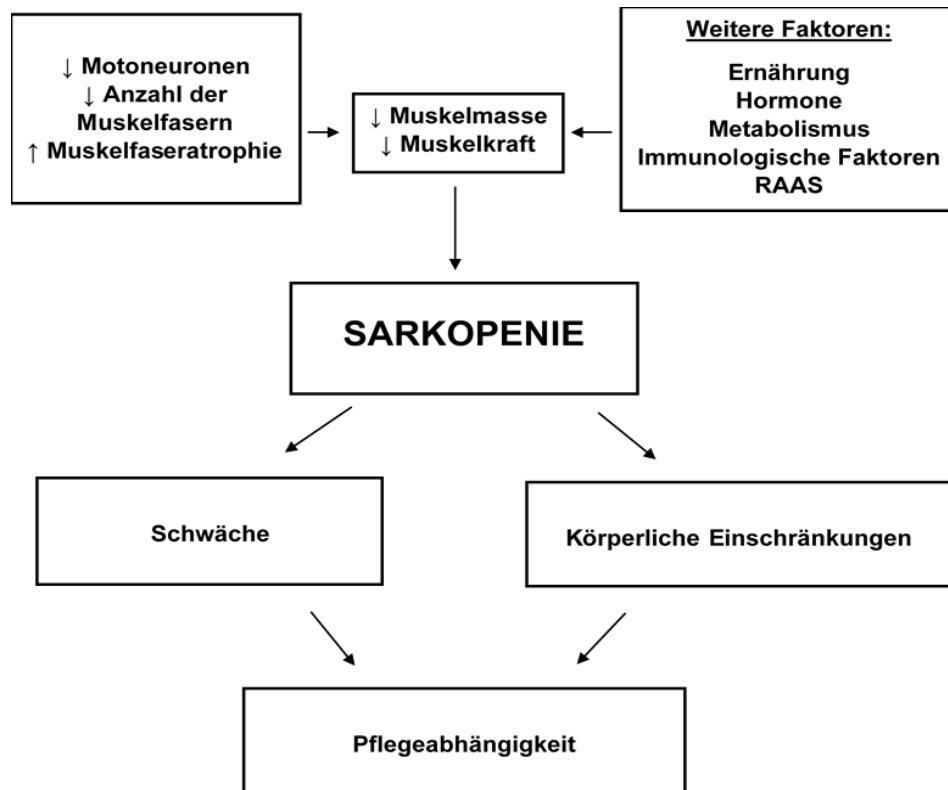 ↓ Motoneuronen
↓ Anzahl der
Muskelfasern
↑ Muskelfaseratrophie
↓ Muskelmasse
↓ Muskelkraft
Weitere Faktoren:
Ernährung
Hormone
Metabolismus
Immunologische Faktoren
RAAS
SARKOPENIE
Schwäche
Körperliche Einschränkungen
Pflegeabhängigkeit